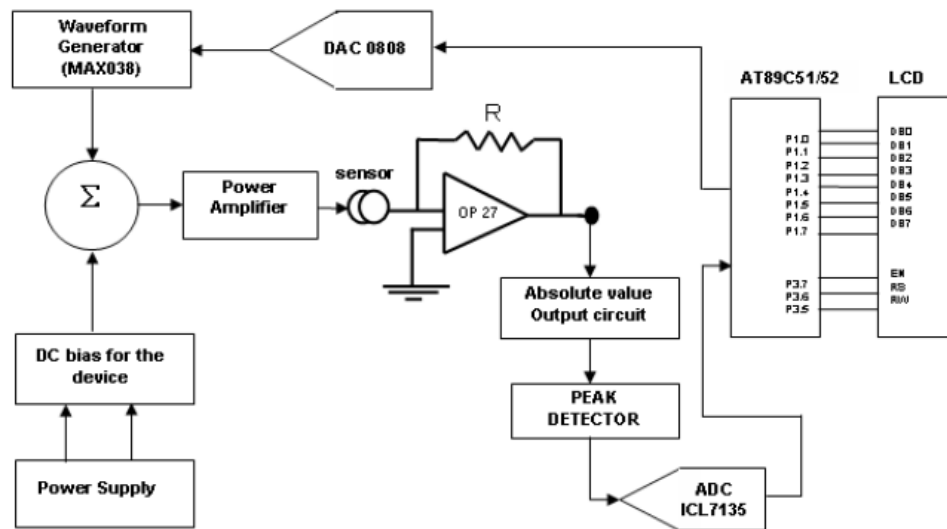 Waveform
Generator
(MAX038)
DAC 0808
AT89C51/52
LCD
R
P1.0
P1.1
P1.2
P1.3
P1.4
P1.5
P1.6
P1.7
DB0
DB1
DB2
DB3
DB4
DB5
DB6
DB7
Σ
Power
Amplifier
sensor
OP 27
P3.7
P3.6
P3.5
EN
RS
RW
Absolute value
Output circuit
DC bias for the
device
PEAK
DETECTOR
Power Supply
ADC
ICL7135